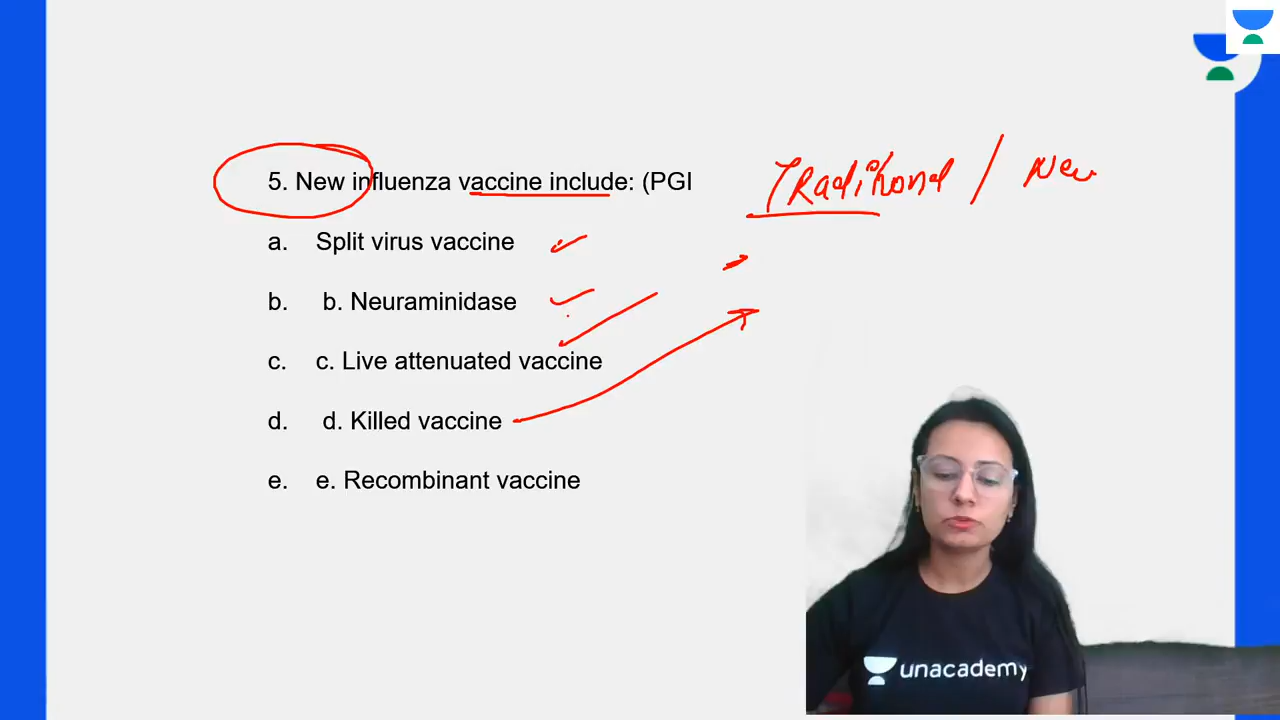 5. New influenza vaccine include: (PGI
Traditional / New
a. Split virus vaccine
b. b. Neuraminidase
c. c. Live attenuated vaccine
d. d. Killed vaccine
e. e. Recombinant vaccine
unacademy